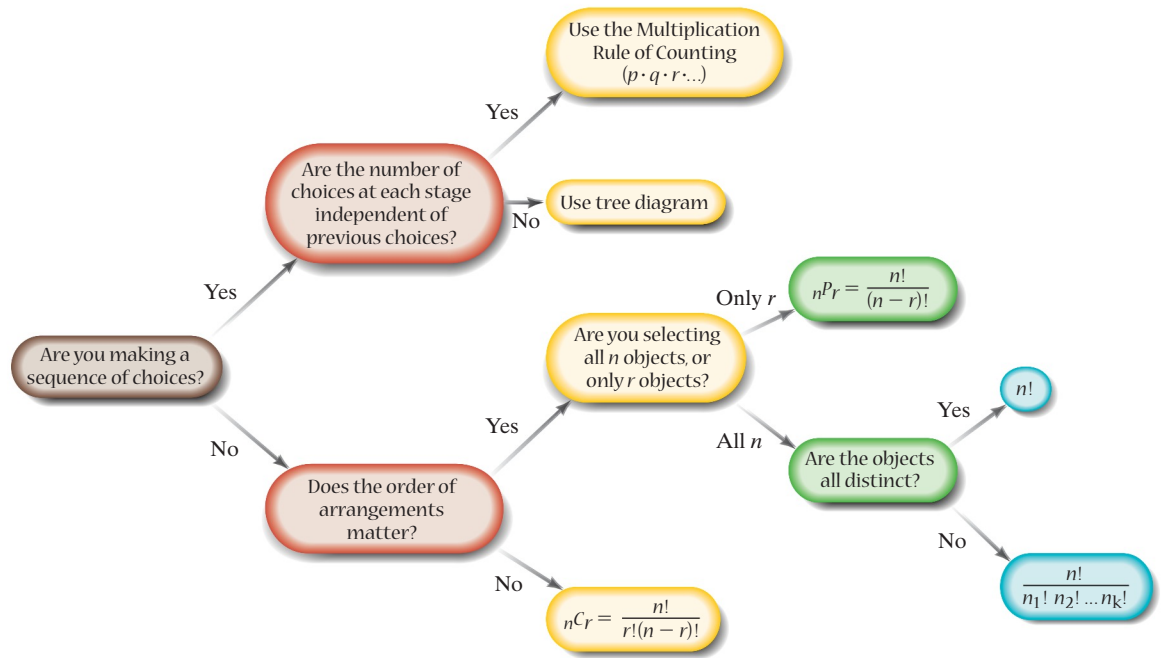 Use the Multiplication
Rule of Counting
(p · q · r · ...)
Yes
Are the number of
choices at each stage
independent of
previous choices?
No
Use tree diagram
Yes
Are you making a
sequence of choices?
No
Does the order of
arrangements
matter?
Yes
Are you selecting
all n objects, or
only r objects?
Only r
nPr = n! / (n − r)!
All n
Are the objects
all distinct?
Yes
n!
No
n! / n1! n2! ... nk!
No
nCr = n! / r!(n − r)!